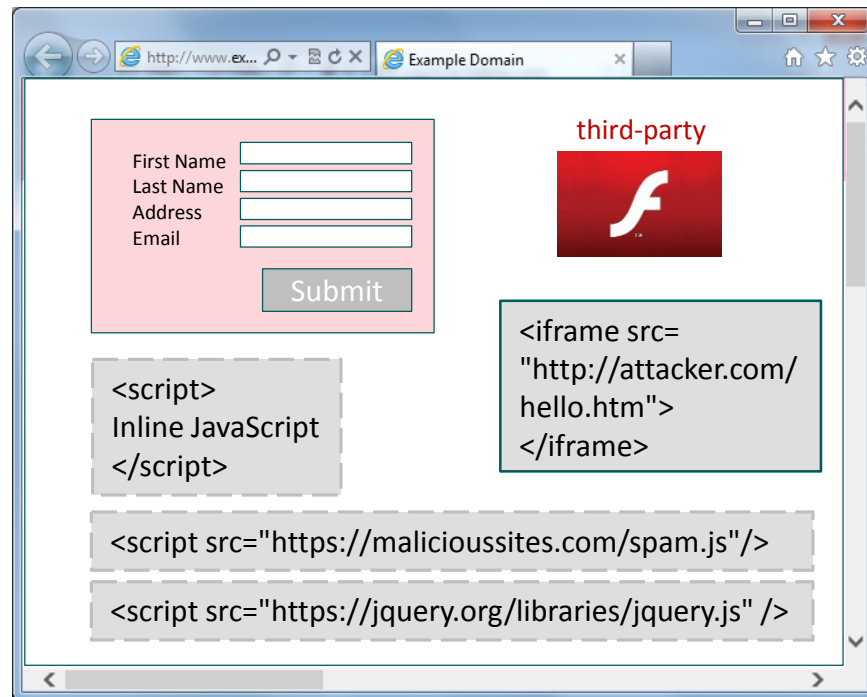 http://www.ex...
Example Domain
First Name
Last Name
Address
Email
Submit
third-party
<iframe src=
"http://attacker.com/
hello.htm">
</iframe>
<script>
Inline JavaScript
</script>
<script src="https://malicioussites.com/spam.js"/>
<script src="https://jquery.org/libraries/jquery.js" />